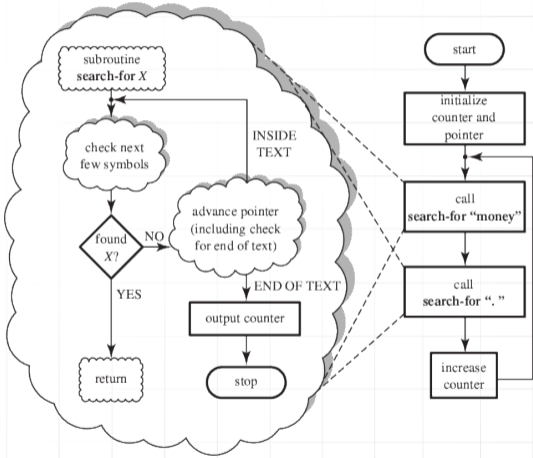 subroutine
search-for X
check next
few symbols
found
X?
NO
YES
return
INSIDE
TEXT
advance pointer
(including check
for end of text)
END OF TEXT
output counter
stop
start
initialize
counter and
pointer
call
search-for “money”
call
search-for “. ”
increase
counter